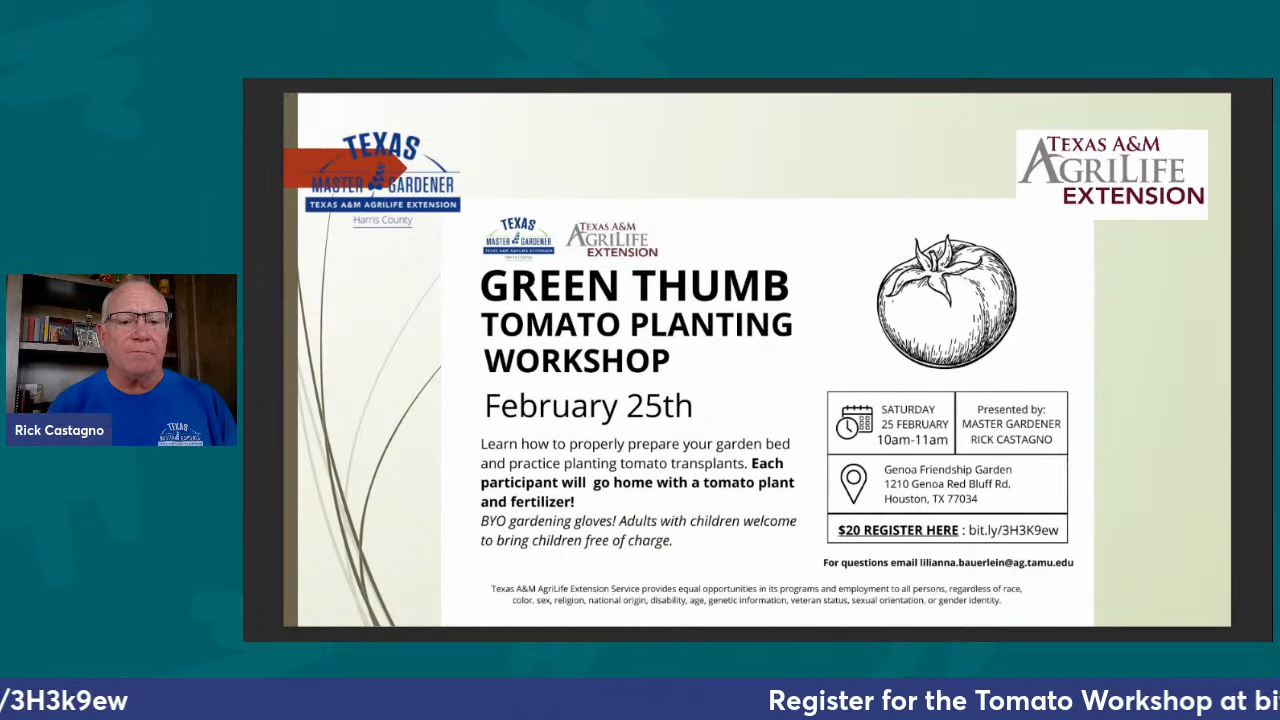 TEXAS
MASTER GARDENER
TEXAS A&M AGRILIFE EXTENSION
Harris County
TEXAS A&M
AGRILIFE
EXTENSION
TEXAS
MASTER GARDENER
TEXAS A&M AGRILIFE EXTENSION
Harris County
TEXAS A&M
AGRILIFE
EXTENSION
GREEN THUMB
TOMATO PLANTING
WORKSHOP
February 25th
Learn how to properly prepare your garden bed
and practice planting tomato transplants. Each
participant will go home with a tomato plant
and fertilizer!
BYO gardening gloves! Adults with children welcome
to bring children free of charge.
SATURDAY
25 FEBRUARY
10am-11am
Presented by:
MASTER GARDENER
RICK CASTAGNO
Genoa Friendship Garden
1210 Genoa Red Bluff Rd.
Houston, TX 77034
$20 REGISTER HERE : bit.ly/3H3K9ew
For questions email lilianna.bauerlein@ag.tamu.edu
Texas A&M AgriLife Extension Service provides equal opportunities in its programs and employment to all persons, regardless of race,
color, sex, religion, national origin, disability, age, genetic information, veteran status, sexual orientation, or gender identity.
Rick Castagno
/3H3k9ew
Register for the Tomato Workshop at bi